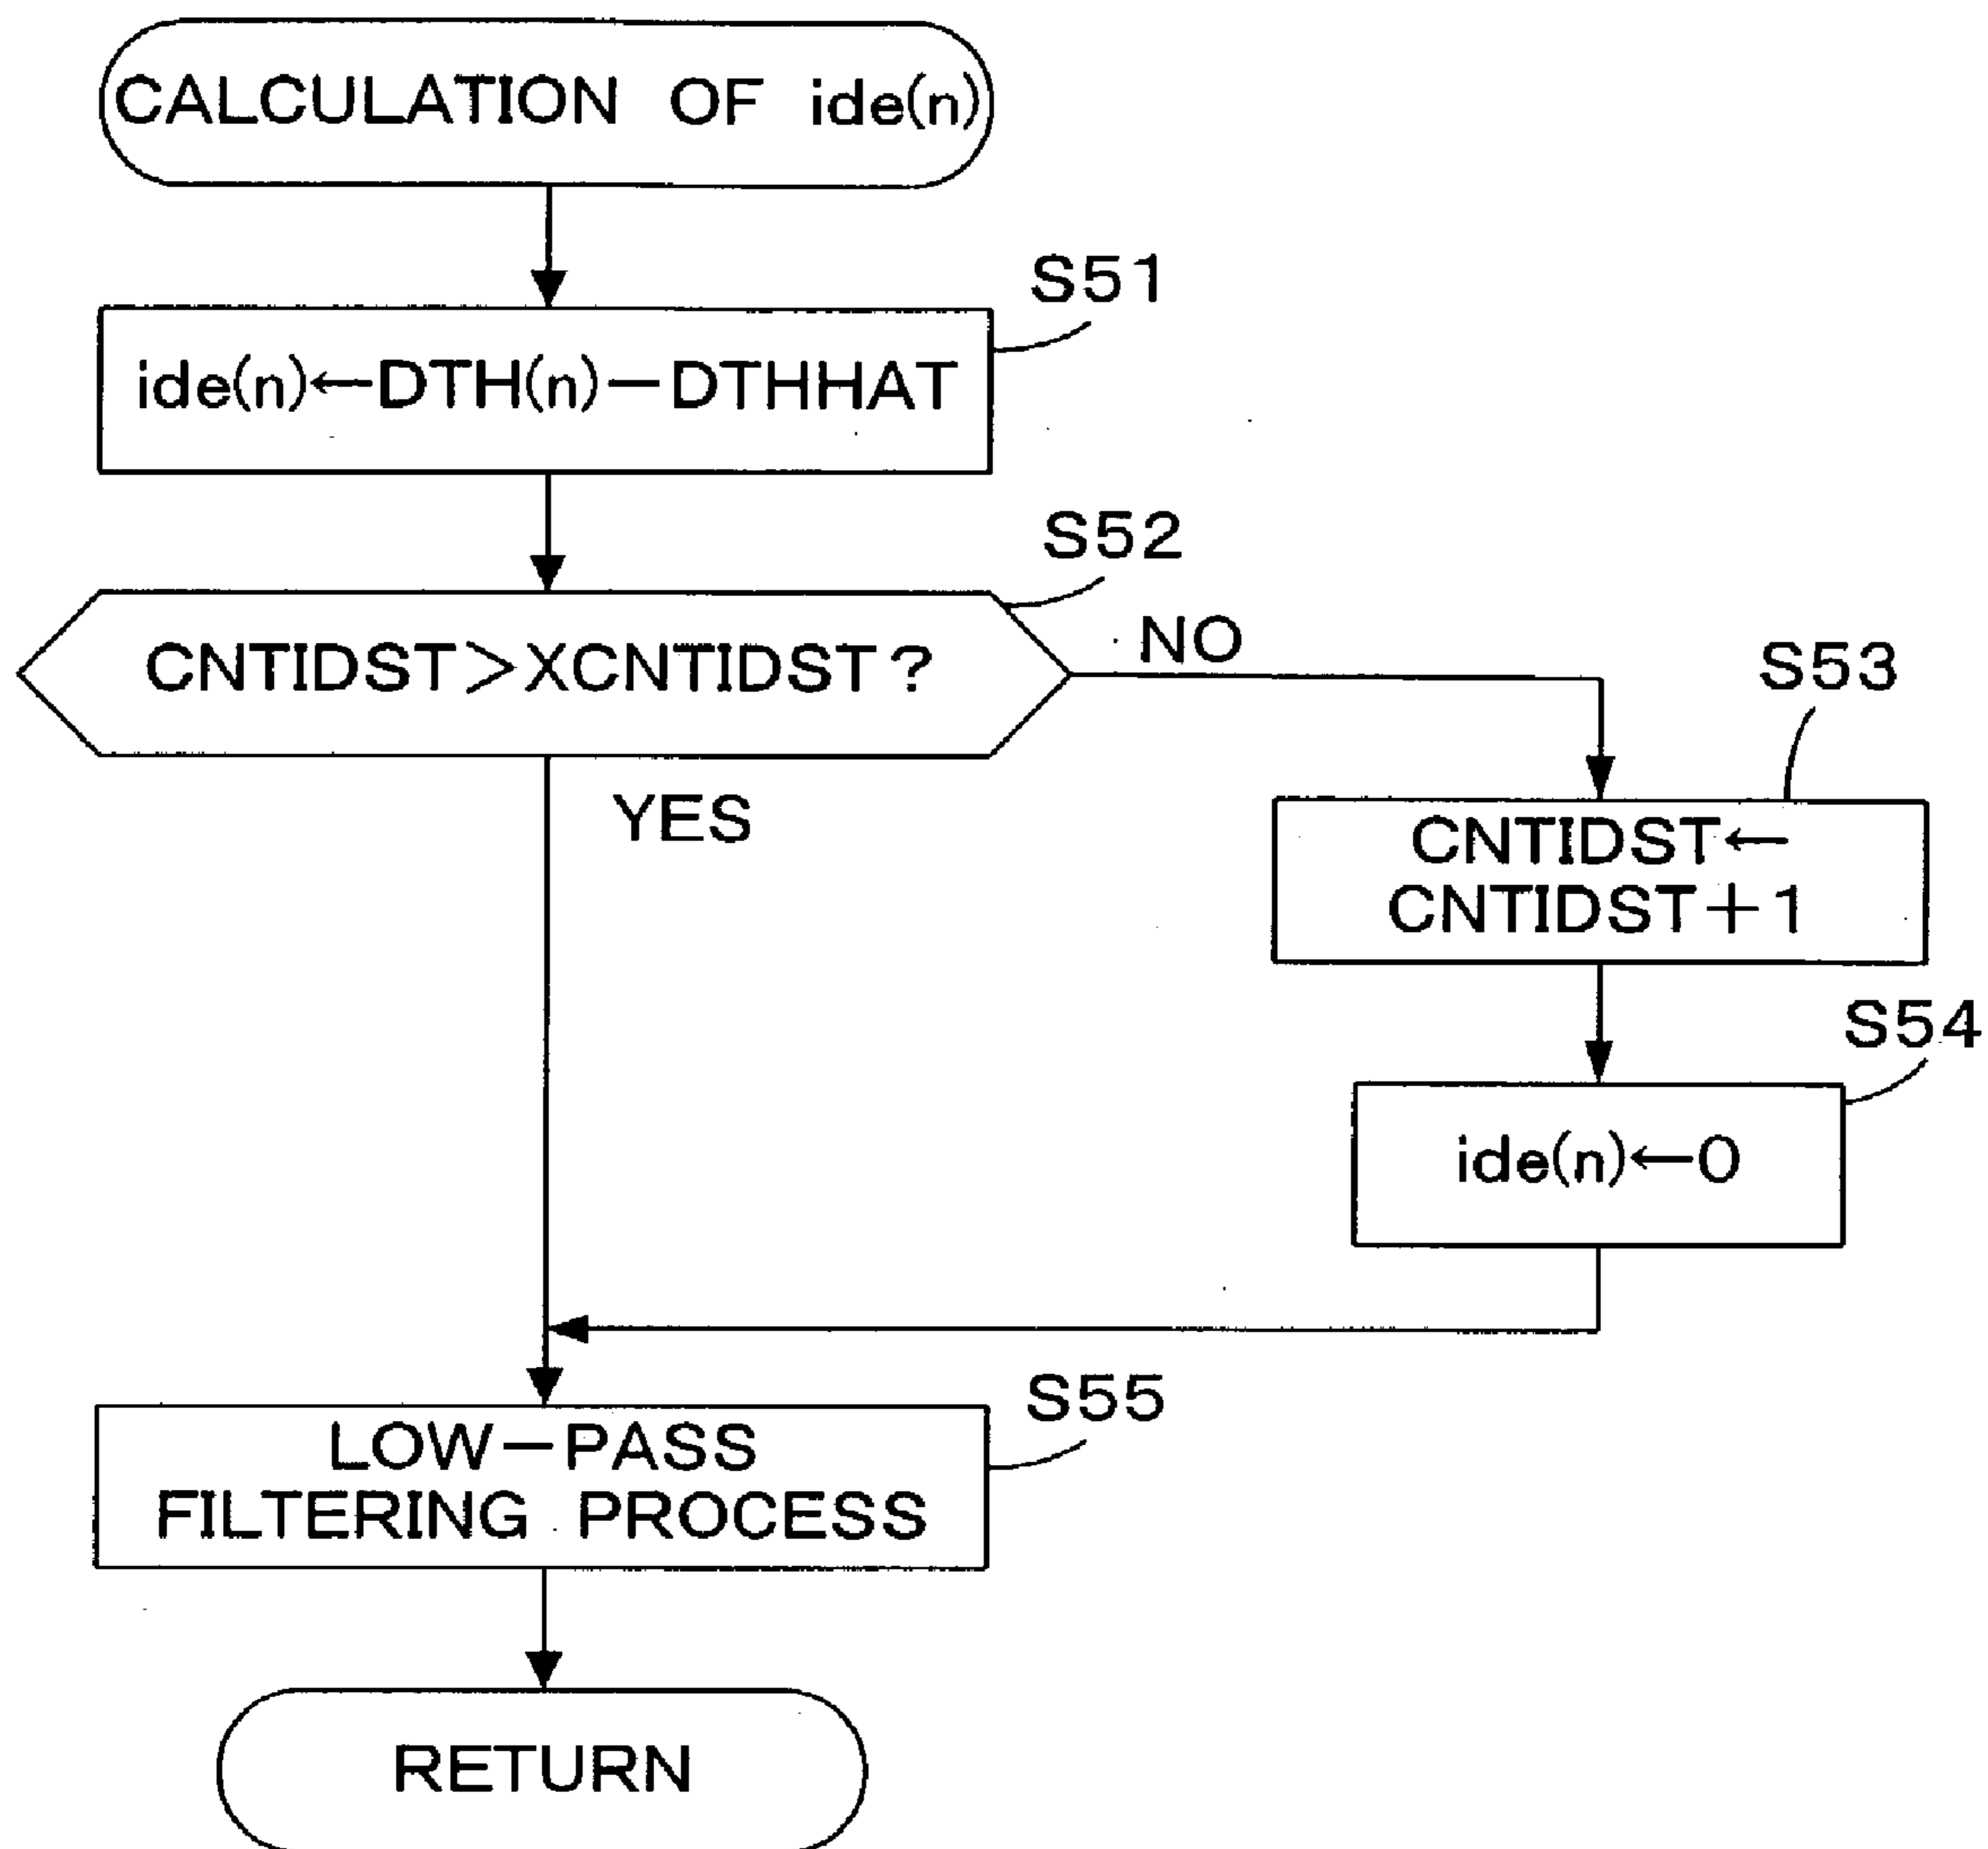 CALCULATION OF ide(n)
S51
ide(n)←DTH(n)−DTHHAT
S52
CNTIDST>XCNTIDST?
NO
S53
YES
CNTIDST←
CNTIDST+1
S54
ide(n)←0
S55
LOW−PASS
FILTERING PROCESS
RETURN